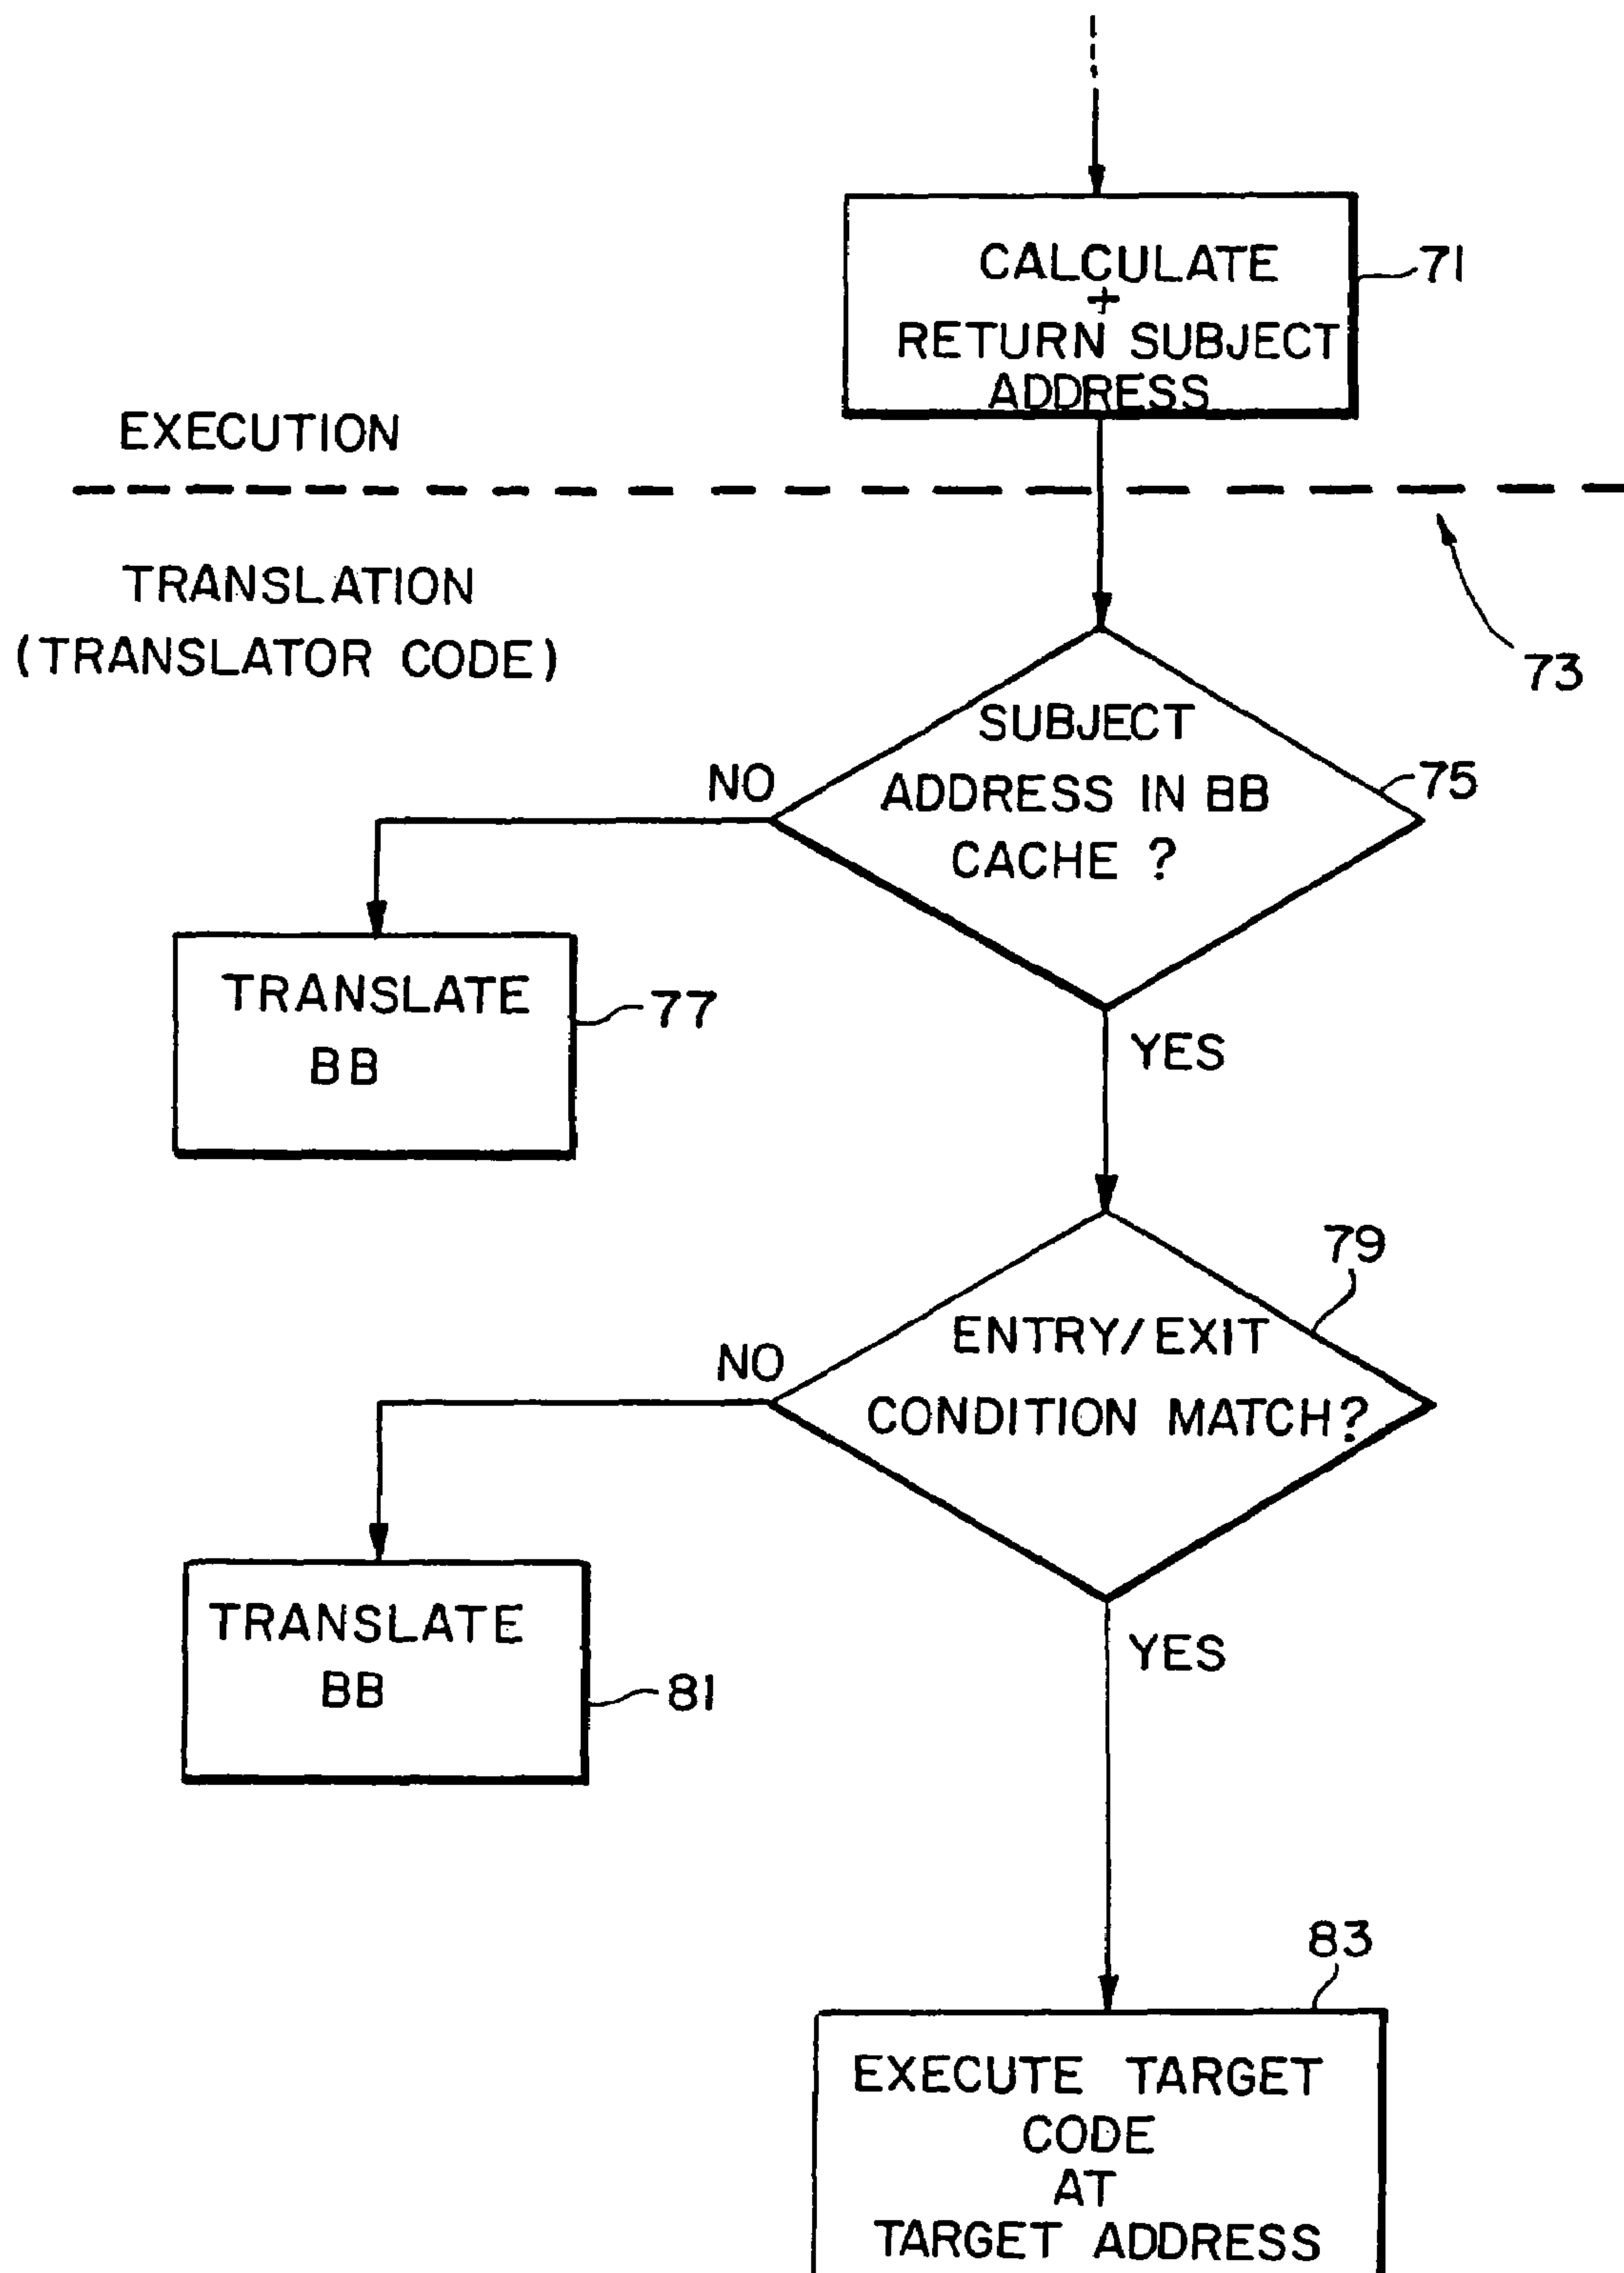 CALCULATE
+
RETURN SUBJECT
ADDRESS
71
EXECUTION
TRANSLATION
(TRANSLATOR CODE)
73
SUBJECT
ADDRESS IN BB
CACHE ?
75
NO
TRANSLATE
BB
77
YES
79
ENTRY/EXIT
CONDITION MATCH?
NO
TRANSLATE
BB
81
YES
83
EXECUTE TARGET
CODE
AT
TARGET ADDRESS